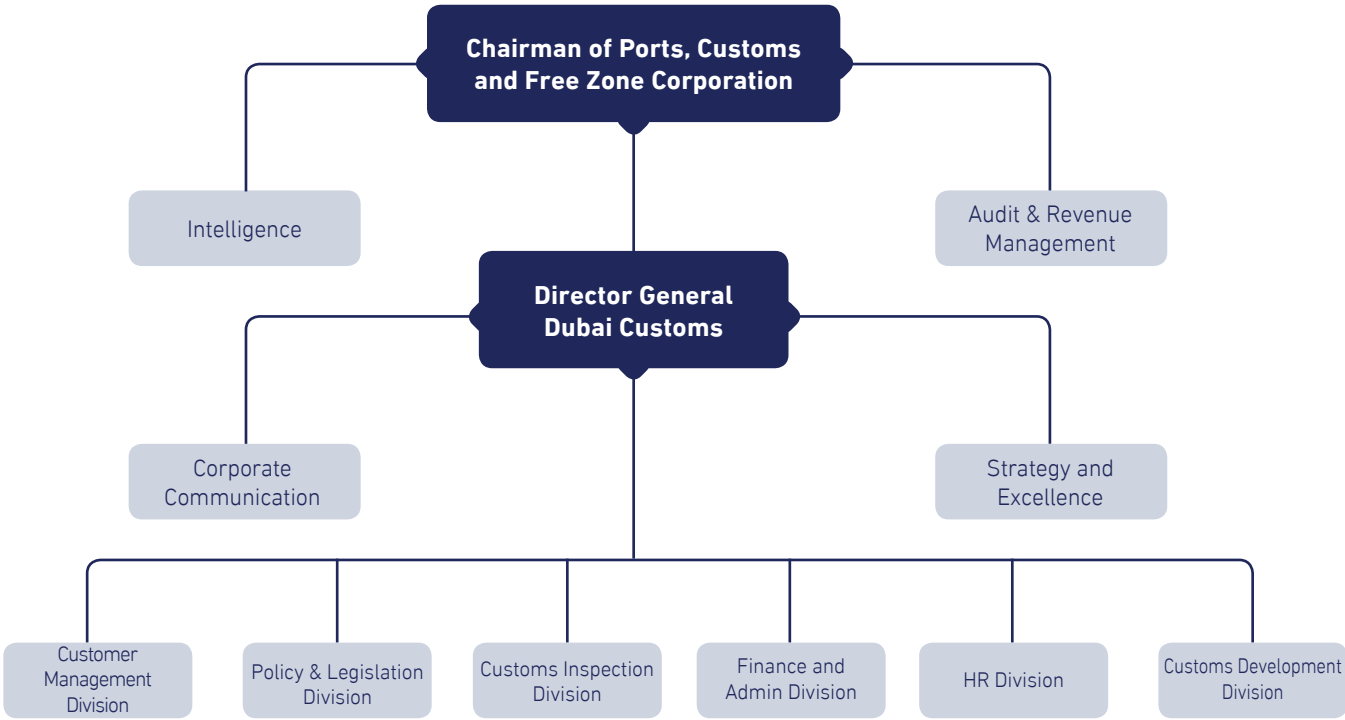 Chairman of Ports, Customs
and Free Zone Corporation
Intelligence
Audit & Revenue
Management
Director General
Dubai Customs
Corporate
Communication
Strategy and
Excellence
Customer
Management
Division
Policy & Legislation
Division
Customs Inspection
Division
Finance and
Admin Division
HR Division
Customs Development
Division